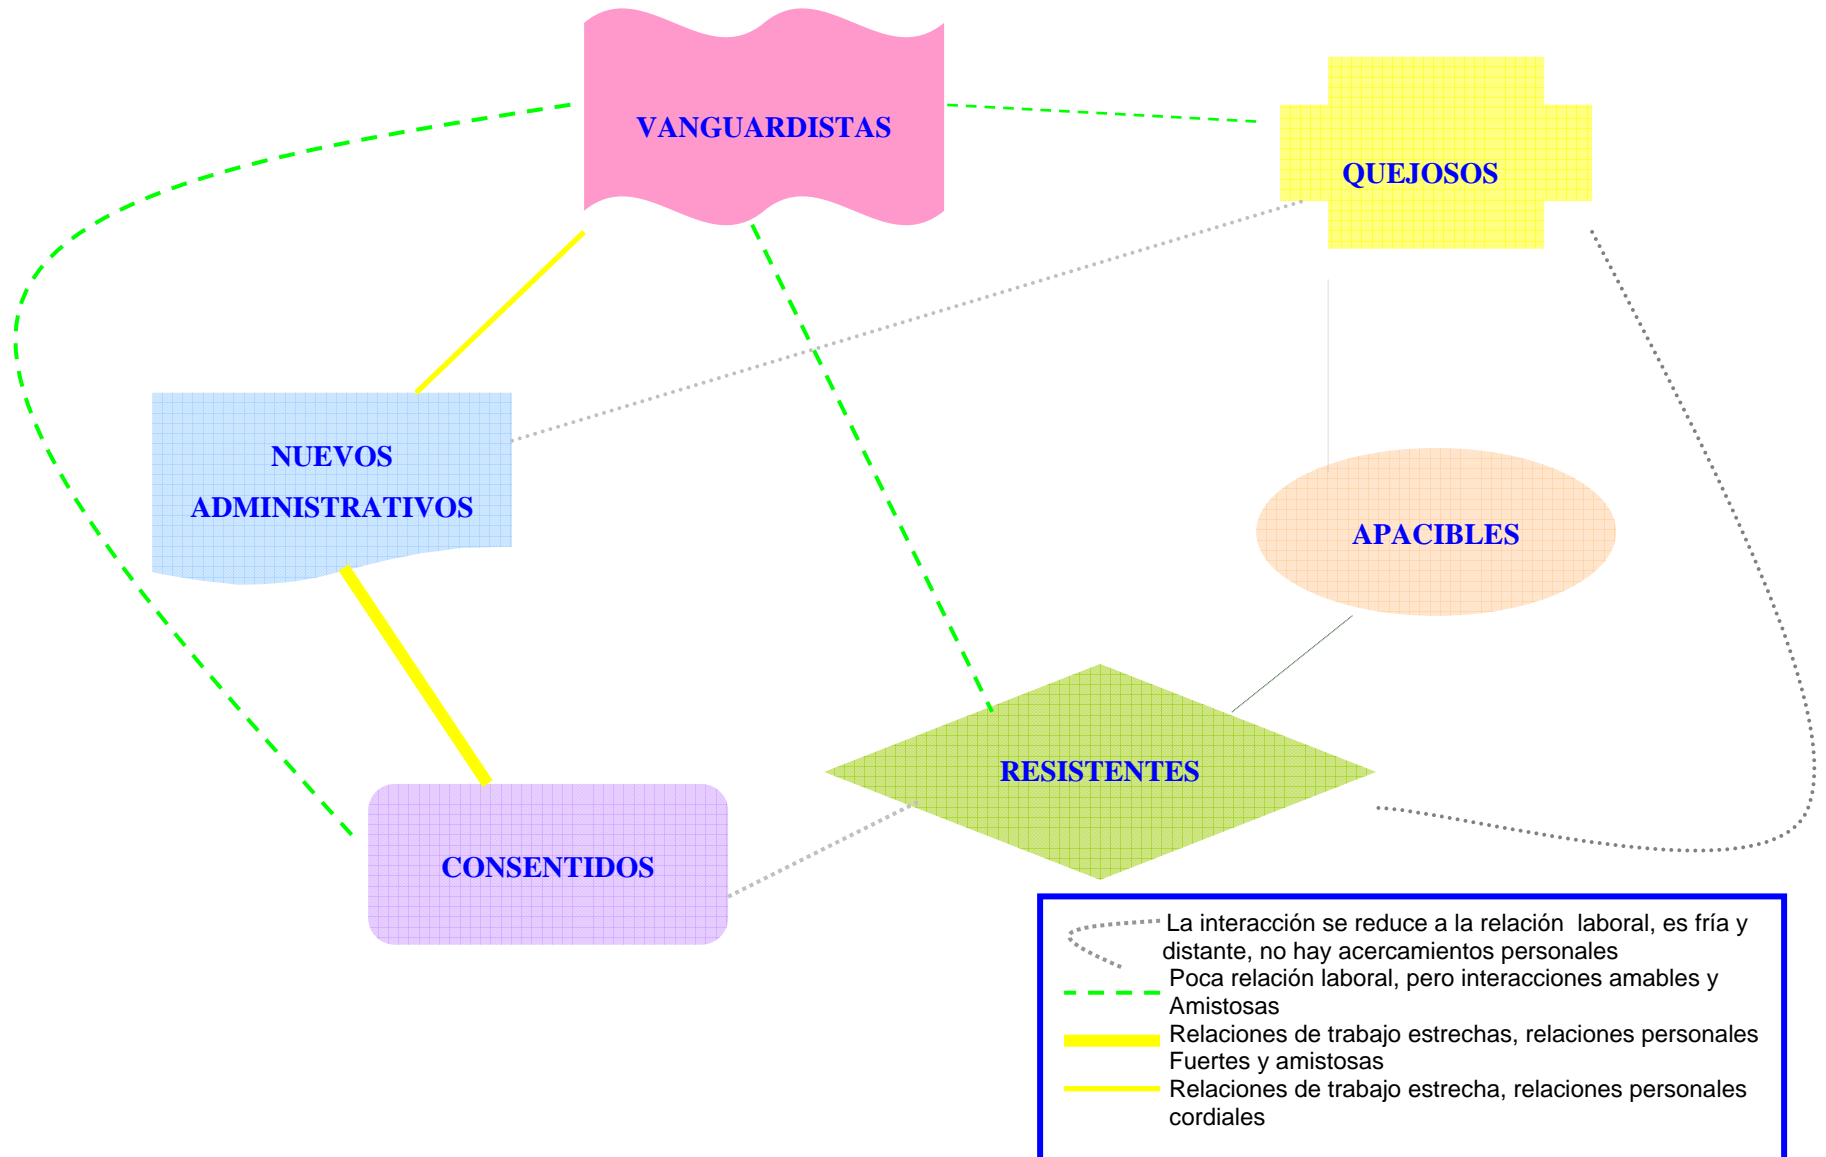 VANGUARDISTAS
QUEJOSOS
NUEVOS
ADMINISTRATIVOS
APACIBLES
RESISTENTES
CONSENTIDOS
La interacción se reduce a la relación laboral, es fría y
distante, no hay acercamientos personales
Poca relación laboral, pero interacciones amables y
Amistosas
Relaciones de trabajo estrechas, relaciones personales
Fuertes y amistosas
Relaciones de trabajo estrecha, relaciones personales
cordiales